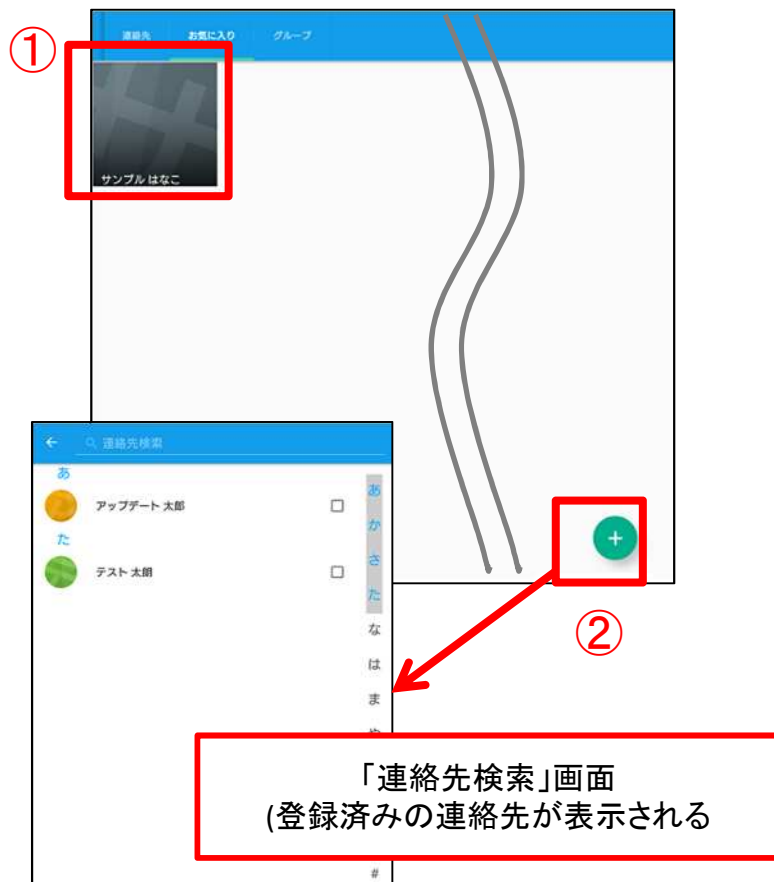 ①
連絡先 お気に入り グループ
サンプル はなこ
連絡先検索
あ
アップデート 太郎
た
テスト 太朗
あ
か
さ
た
な
は
ま
#
②
「連絡先検索」画面
(登録済みの連絡先が表示される